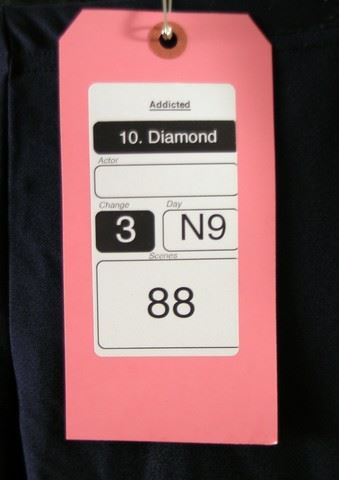 Addicted
10. Diamond
Actor
Change Day
3 N9
Scenes
88